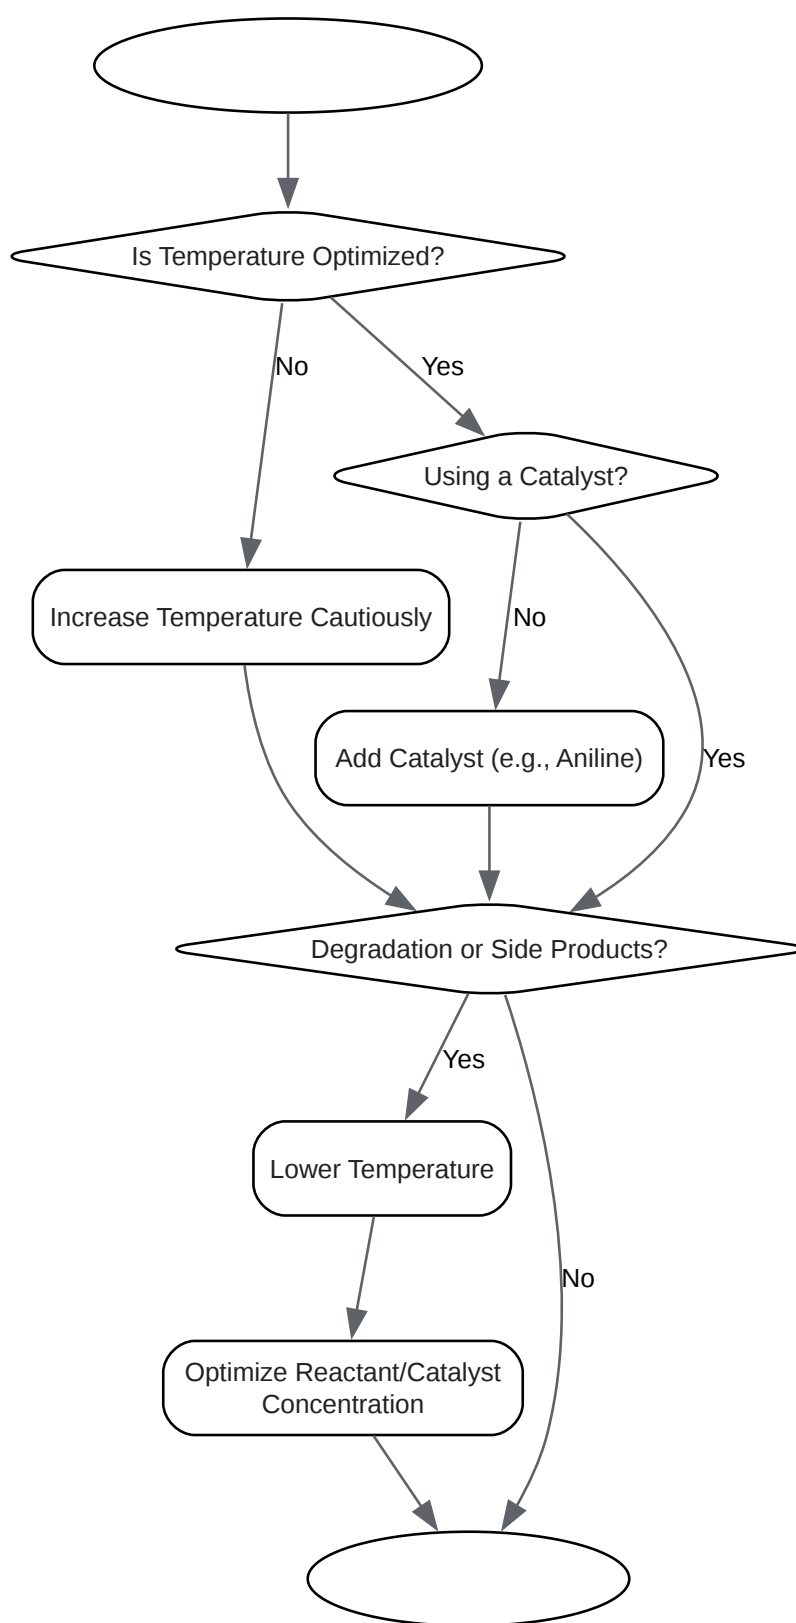 Is Temperature Optimized?
No
Yes
Using a Catalyst?
Increase Temperature Cautiously
No
Add Catalyst (e.g., Aniline)
Yes
Degradation or Side Products?
Yes
Lower Temperature
No
Optimize Reactant/Catalyst
Concentration